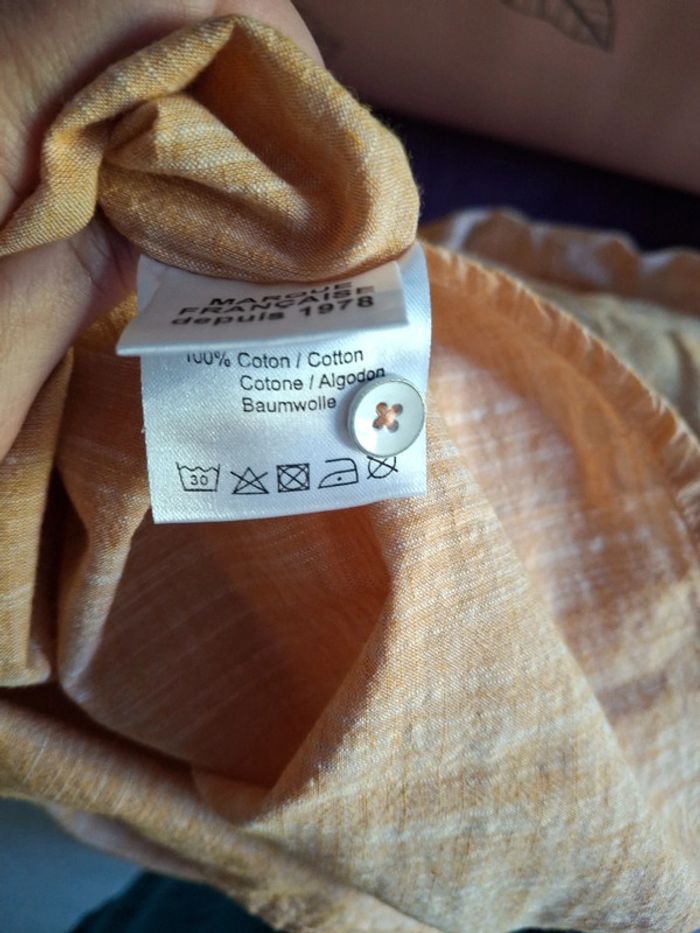 MARQUE
FRANÇAISE
depuis 1978
100% Coton / Cotton
Cotone / Algodon
Baumwolle
30